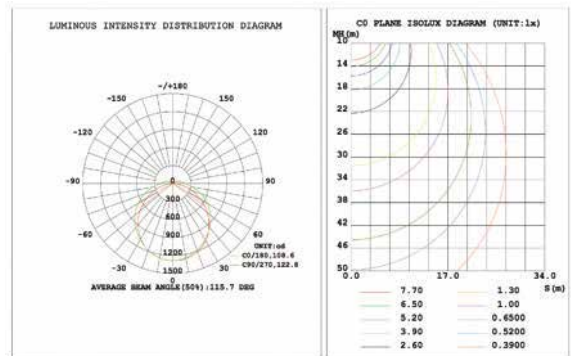 LUMINOUS INTENSITY DISTRIBUTION DIAGRAM
-/+180
-150 150
-120 120
-90 0 90
300
600
-60 60
900
1200
-30 30
1500
UNIT:cd
C0/180,108.6
C90/270,122.8
AVERAGE BEAM ANGLE(50%):115.7 DEG
C0 PLANE ISOLUX DIAGRAM (UNIT:lx)
MH(m)
10
14
18
22
26
30
34
38
42
46
50
0 17.0 34.0
S(m)
7.70 1.30
6.50 1.00
5.20 0.6500
3.90 0.5200
2.60 0.3900